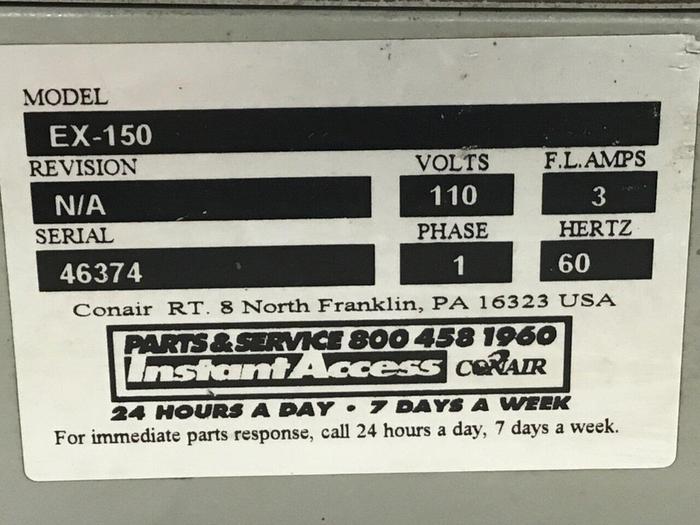 MODEL
EX-150
REVISION VOLTS F.L.AMPS
N/A 110 3
SERIAL PHASE HERTZ
46374 1 60
Conair RT. 8 North Franklin, PA 16323 USA
PARTS & SERVICE 800 458 1960
Instant Access CONAIR
24 HOURS A DAY • 7 DAYS A WEEK
For immediate parts response, call 24 hours a day, 7 days a week.